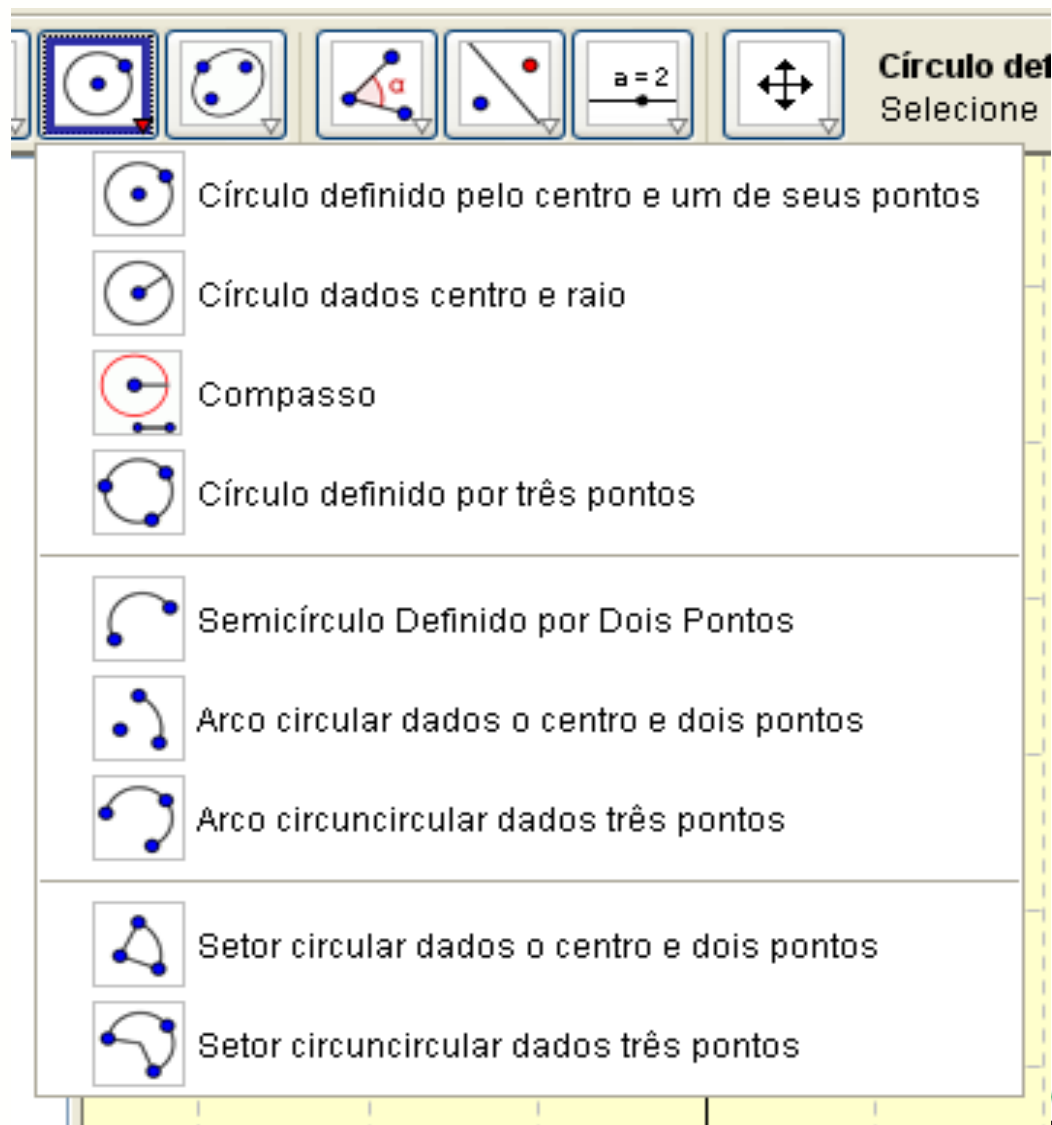 α
a = 2
Círculo def
Selecione
Círculo definido pelo centro e um de seus pontos
Círculo dados centro e raio
Compasso
Círculo definido por três pontos
Semicírculo Definido por Dois Pontos
Arco circular dados o centro e dois pontos
Arco circuncircular dados três pontos
Setor circular dados o centro e dois pontos
Setor circuncircular dados três pontos